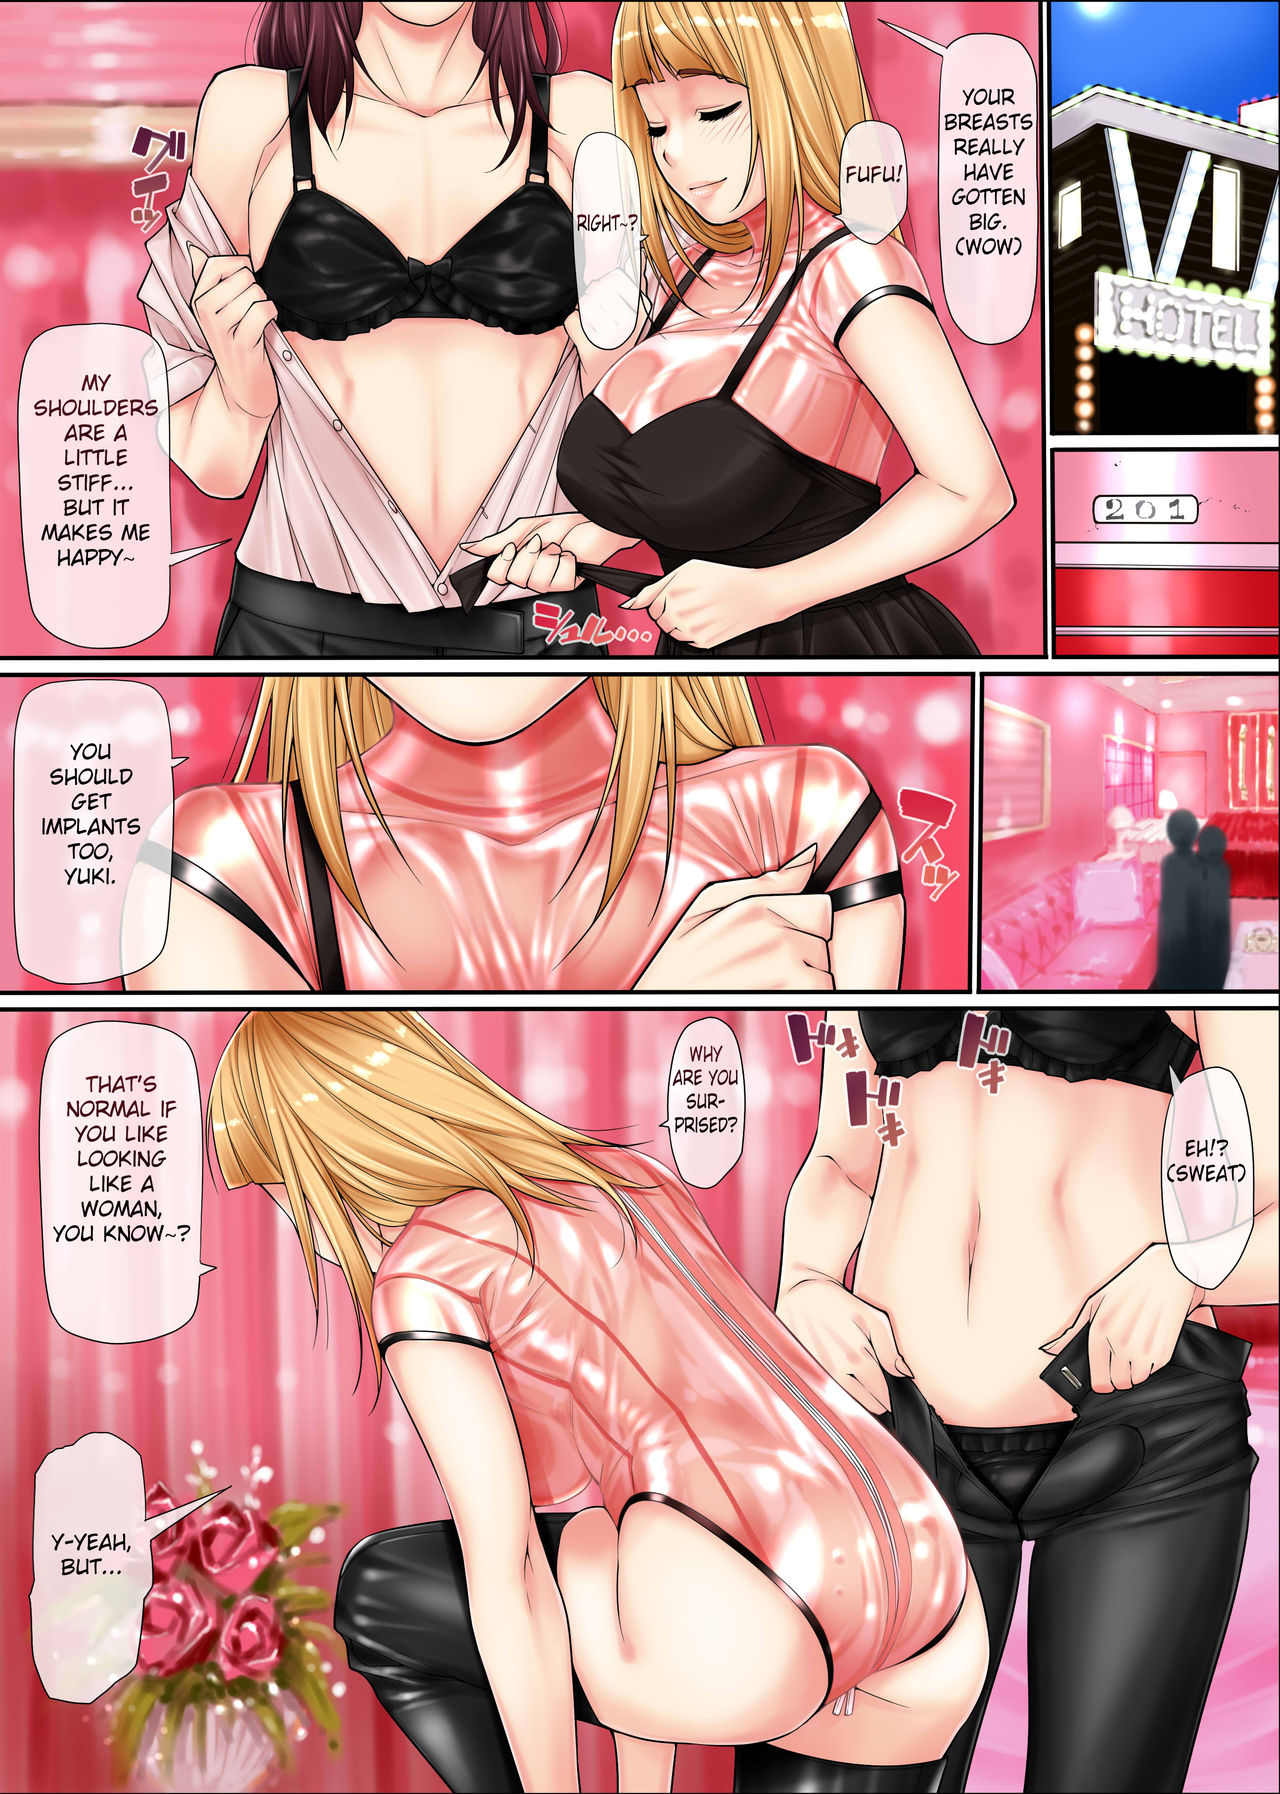 HOTEL
201
YOUR
BREASTS
REALLY
HAVE
GOTTEN
BIG.
(WOW)
FUFU!
RIGHT~?
グイッ
MY
SHOULDERS
ARE A
LITTLE
STIFF...
BUT IT
MAKES ME
HAPPY~
シュル...
ズッ
YOU
SHOULD
GET
IMPLANTS
TOO,
YUKI.
EH!?
(SWEAT)
ドキ
ドキ
ドキ
WHY
ARE YOU
SUR-
PRISED?
THAT'S
NORMAL IF
YOU LIKE
LOOKING
LIKE A
WOMAN,
YOU KNOW~?
Y-YEAH,
BUT...